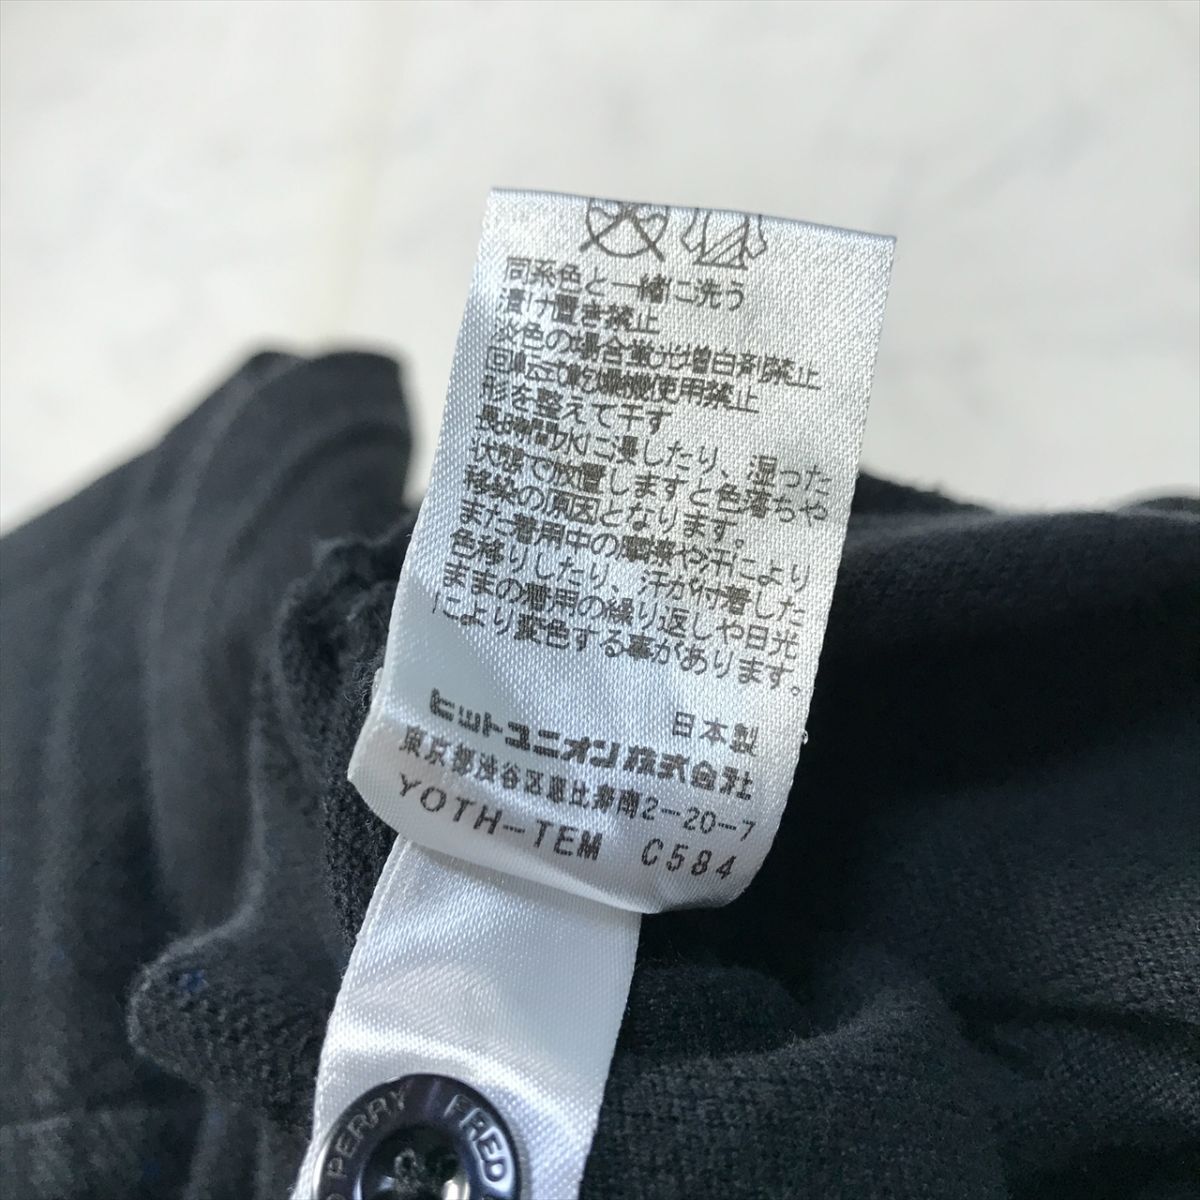 同系色と一緒に洗う
漬け置き禁止
淡色の場合蛍光増白剤禁止
回転式乾燥機使用禁止
形を整えて干す
長時間水に浸したり、湿った
状態で放置しますと色落ちや
移染の原因となります。
また着用中の摩擦や汗により
色移りしたり、汗が付着した
ままの着用の繰り返しや日光
により変色する事があります。
日本製
ヒットユニオン株式会社
東京都渋谷区恵比寿南2-20-7
YOTH-TEM C584
PERRY FRED